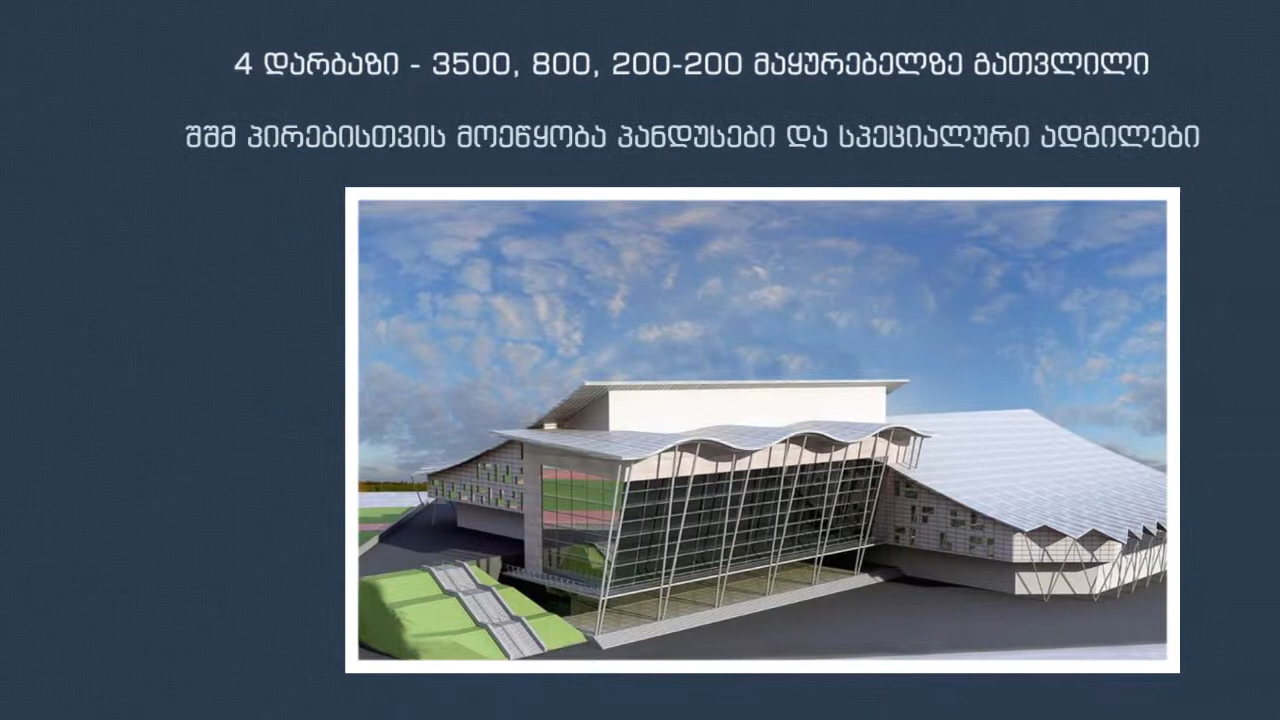 4 დარბაზი - 3500, 800, 200-200 მაყურებელზე გათვლილი
შშმ პირებისთვის მოეწყობა პანდუსები და სპეციალური ადგილები